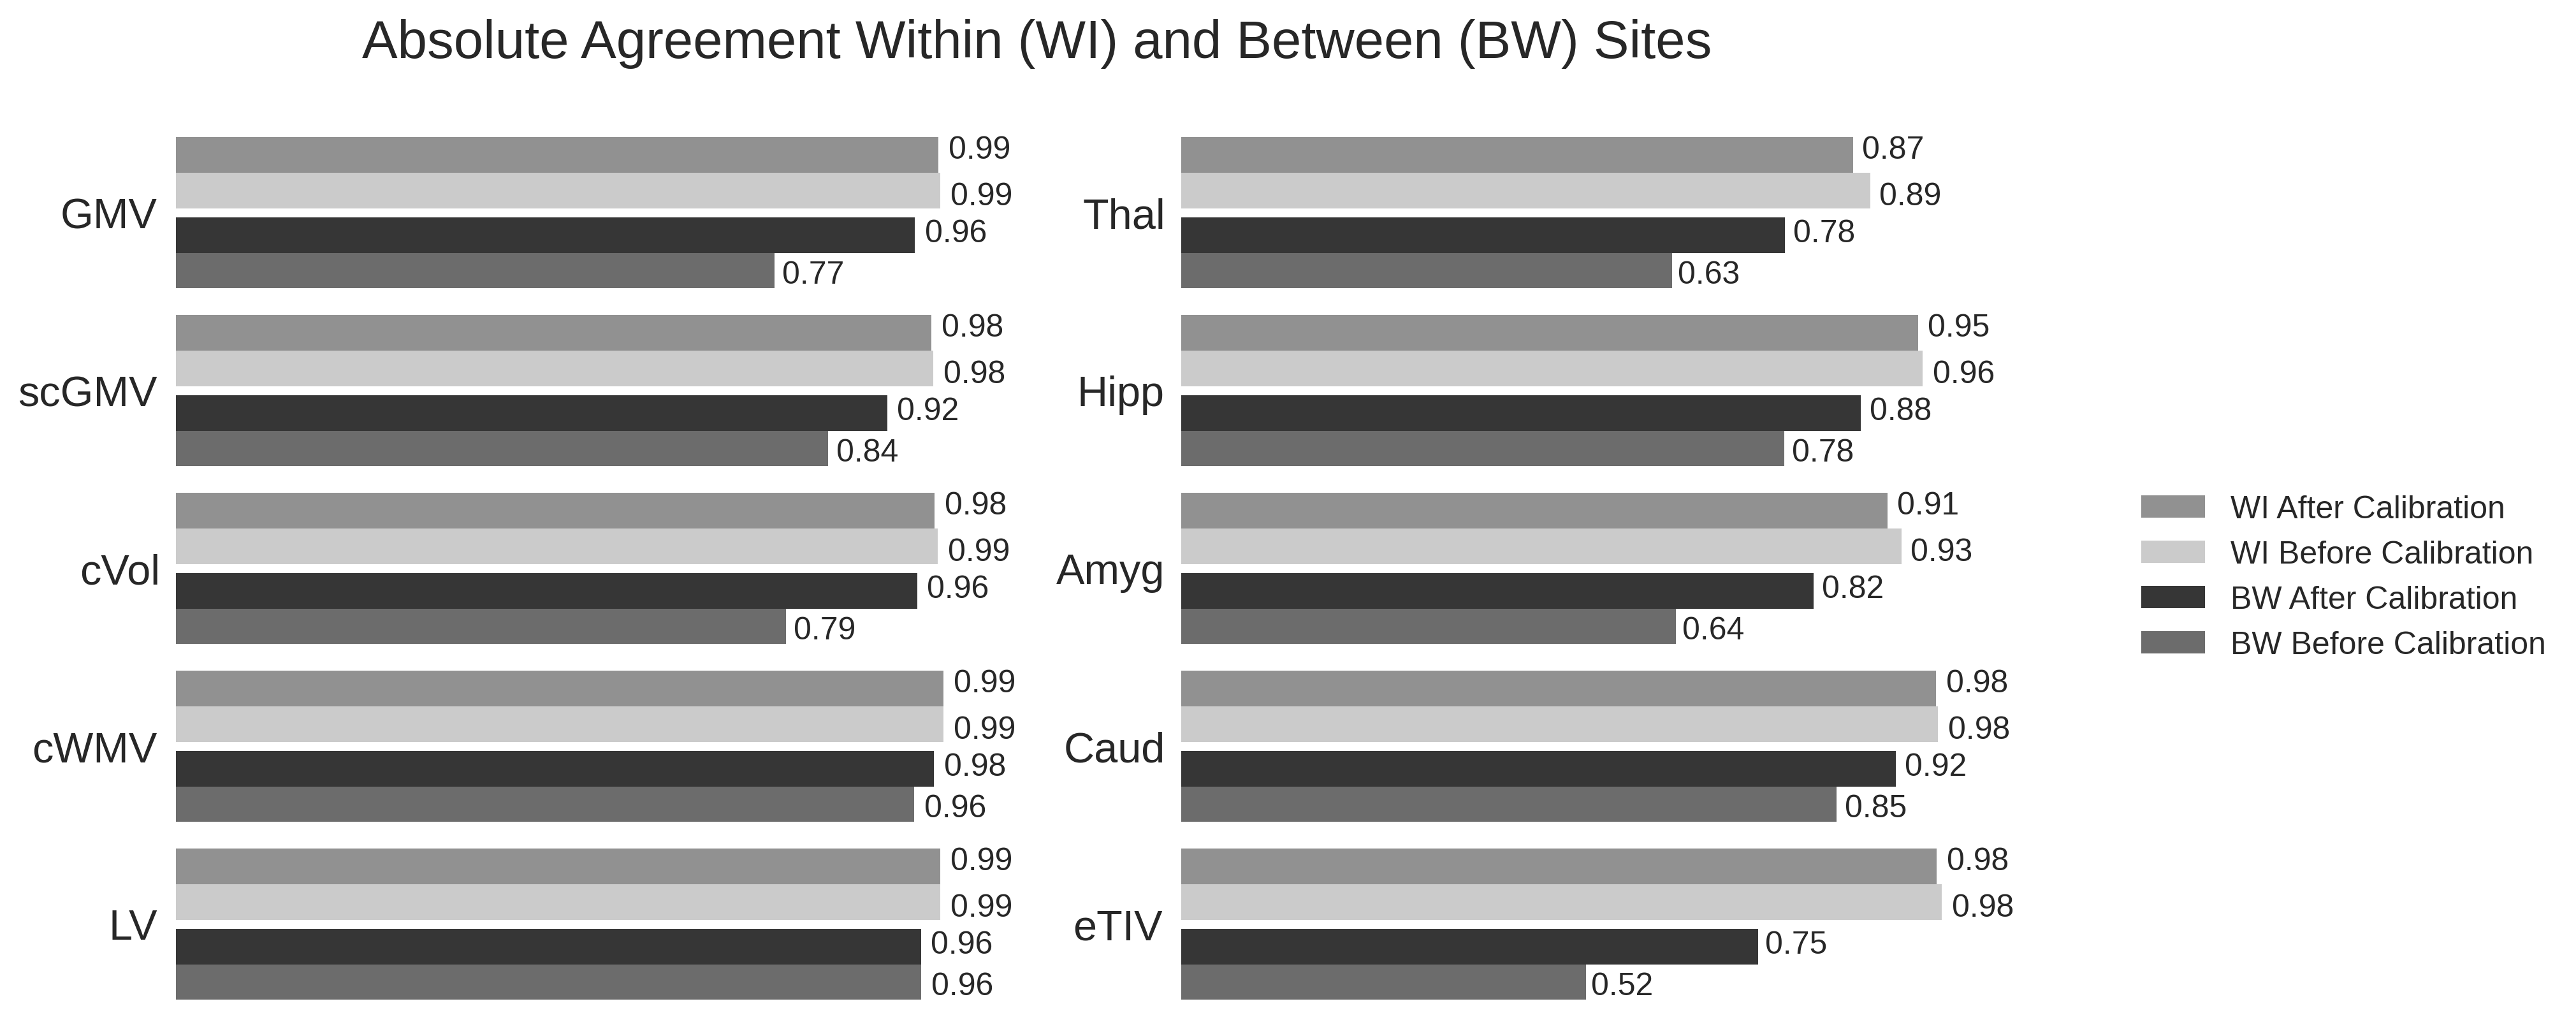 Absolute Agreement Within (WI) and Between (BW) Sites
GMV
0.99
0.99
0.96
0.77
scGMV
0.98
0.98
0.92
0.84
cVol
0.98
0.99
0.96
0.79
cWMV
0.99
0.99
0.98
0.96
LV
0.99
0.99
0.96
0.96
Thal
0.87
0.89
0.78
0.63
Hipp
0.95
0.96
0.88
0.78
Amyg
0.91
0.93
0.82
0.64
Caud
0.98
0.98
0.92
0.85
eTIV
0.98
0.98
0.75
0.52
WI After Calibration
WI Before Calibration
BW After Calibration
BW Before Calibration